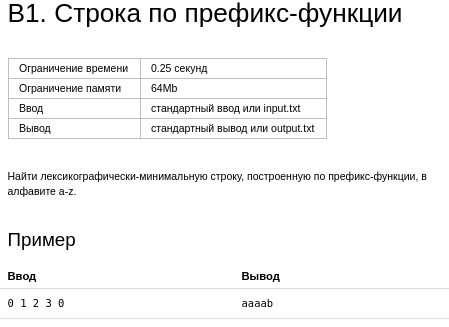 B1. Строка по префикс-функции
Ограничение времени 0.25 секунд
Ограничение памяти 64Mb
Ввод стандартный ввод или input.txt
Вывод стандартный вывод или output.txt
Найти лексикографически-минимальную строку, построенную по префикс-функции, в
алфавите a-z.
Пример
Ввод Вывод
0 1 2 3 0 aaaab